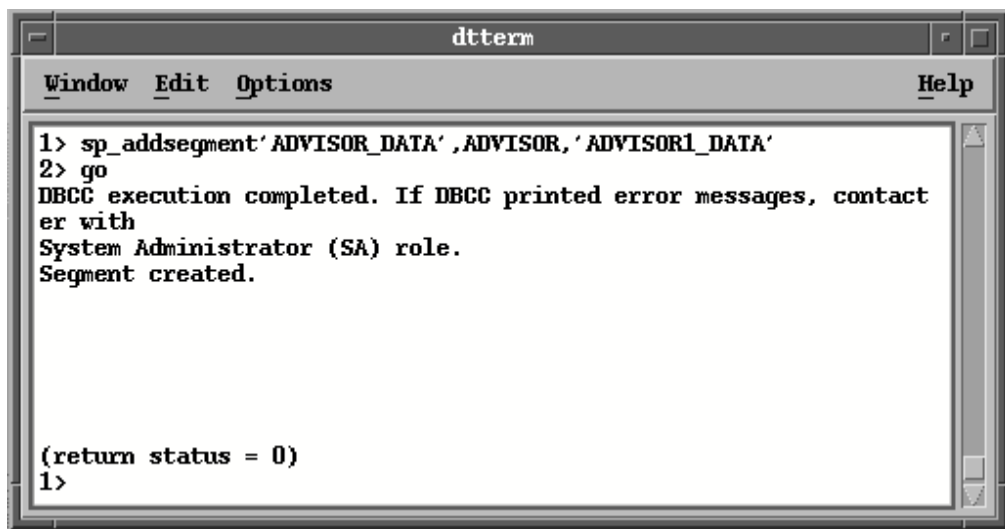 dtterm
Window Edit Options Help
1> sp_addsegment'ADVISOR_DATA',ADVISOR,'ADVISOR1_DATA'
2> go
DBCC execution completed. If DBCC printed error messages, contact
er with
System Administrator (SA) role.
Segment created.
(return status = 0)
1>